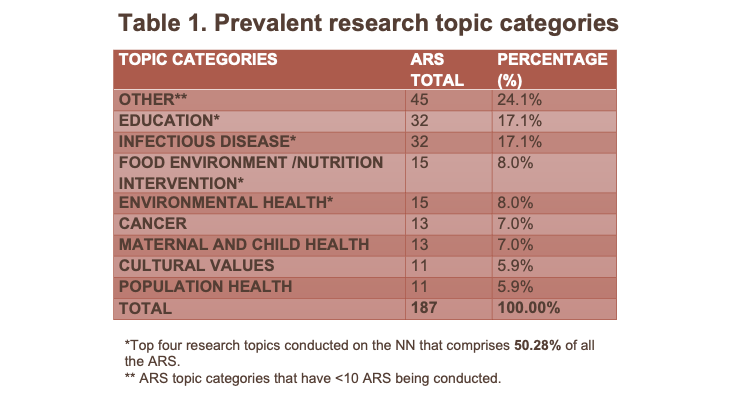 Table 1. Prevalent research topic categories
TOPIC CATEGORIES ARS TOTAL PERCENTAGE (%)
OTHER** 45 24.1%
EDUCATION* 32 17.1%
INFECTIOUS DISEASE* 32 17.1%
FOOD ENVIRONMENT /NUTRITION INTERVENTION* 15 8.0%
ENVIRONMENTAL HEALTH* 15 8.0%
CANCER 13 7.0%
MATERNAL AND CHILD HEALTH 13 7.0%
CULTURAL VALUES 11 5.9%
POPULATION HEALTH 11 5.9%
TOTAL 187 100.00%
*Top four research topics conducted on the NN that comprises 50.28% of all
the ARS.
** ARS topic categories that have <10 ARS being conducted.